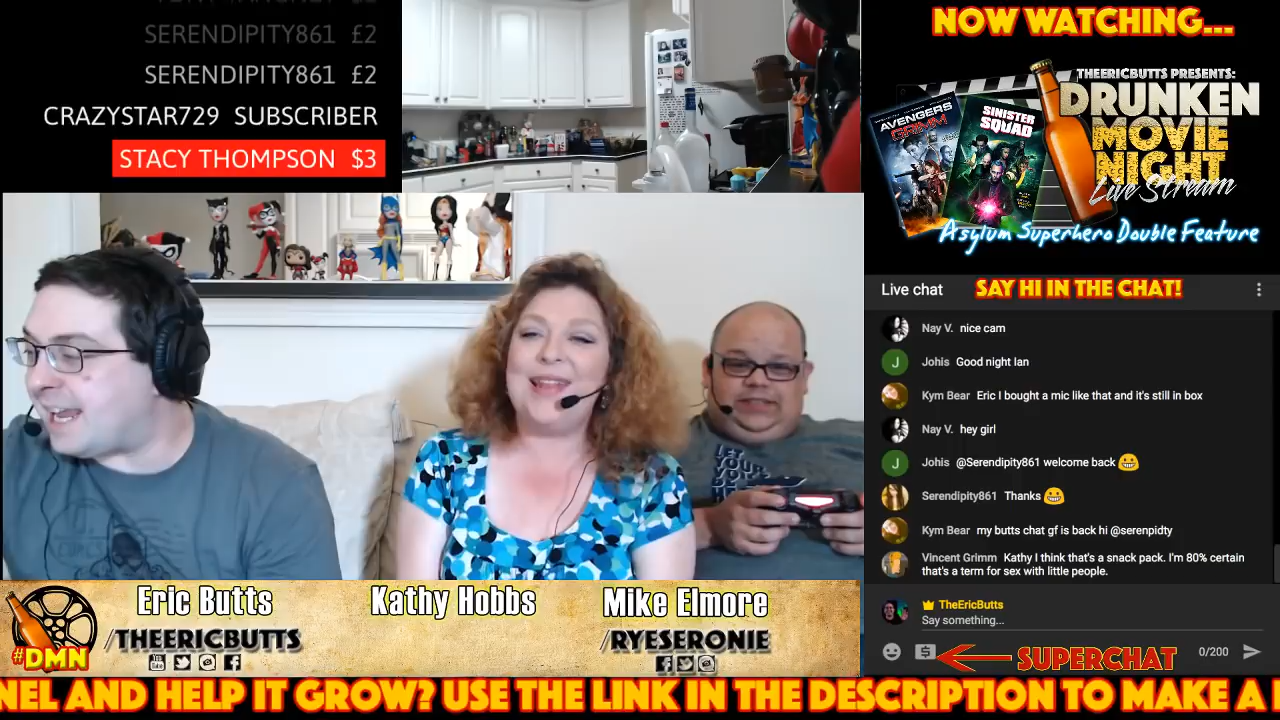 SERENDIPITY861 £2
SERENDIPITY861 £2
CRAZYSTAR729 SUBSCRIBER
STACY THOMPSON $3
NOW WATCHING...
THEERICBUTTS PRESENTS:
DRUNKEN
MOVIE
NIGHT
Live Stream
AVENGERS
GRIMM
SINISTER
SQUAD
Asylum Superhero Double Feature
Live chat
SAY HI IN THE CHAT!
Nay V. nice cam
Johis Good night Ian
Kym Bear Eric I bought a mic like that and it's still in box
Nay V. hey girl
J
Johis @Serendipity861 welcome back
J
Serendipity861 Thanks
Kym Bear my butts chat gf is back hi @serenpidty
Vincent Grimm Kathy I think that's a snack pack. I'm 80% certain
that's a term for sex with little people.
TheEricButts
Say something...
SUPERCHAT
0/200
LET
YOUR
Eric Butts
/THEERICBUTTS
Kathy Hobbs
Mike Elmore
/RYESERONIE
#DMN
NEL AND HELP IT GROW? USE THE LINK IN THE DESCRIPTION TO MAKE A